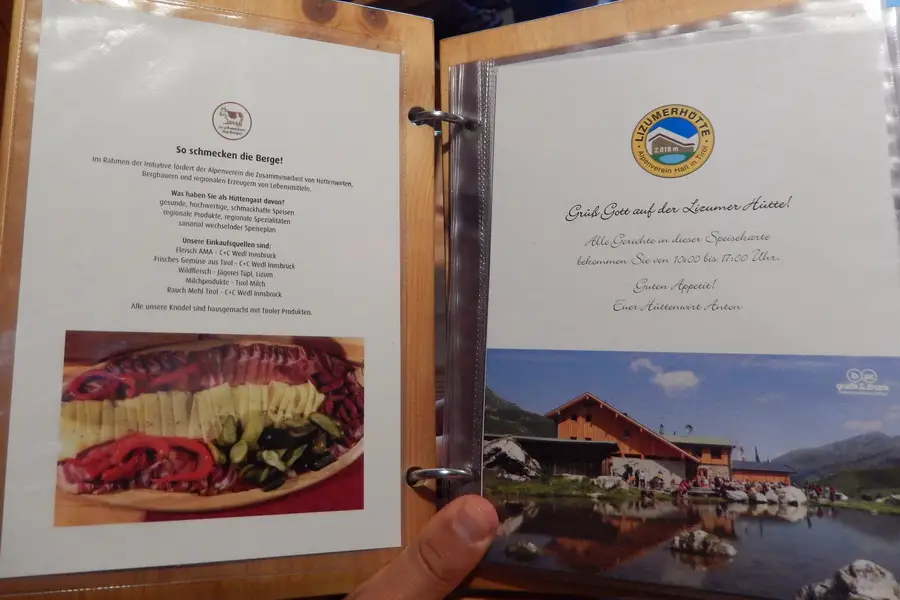 So schmecken
die Berge!
So schmecken die Berge!
Im Rahmen der Initiative fördert der Alpenverein die Zusammenarbeit von Hüttenwirten,
Bergbauern und regionalen Erzeugern von Lebensmitteln.
Was haben Sie als Hüttengast davon?
gesunde, hochwertige, schmackhafte Speisen
regionale Produkte, regionale Spezialitäten
saisonal wechselnder Speiseplan
Unsere Einkaufsquellen sind:
Fleisch AMA - C+C Wedl Innsbruck
Frisches Gemüse aus Tirol - C+C Wedl Innsbruck
Wildfleisch - Jägerei Tüpl, Lizum
Milchprodukte - Tirol Milch
Rauch Mehl Tirol - C+C Wedl Innsbruck
Alle unsere Knödel sind hausgemacht mit Tiroler Produkten.
LIZUMERHÜTTE
2.019 m
Alpenverein Hall in Tirol
Grüß Gott auf der Lizumer Hütte!
Alle Gerichte in dieser Speisekarte
bekommen Sie von 10:00 bis 17:00 Uhr.
Guten Appetit!
Euer Hüttenwirt Anton